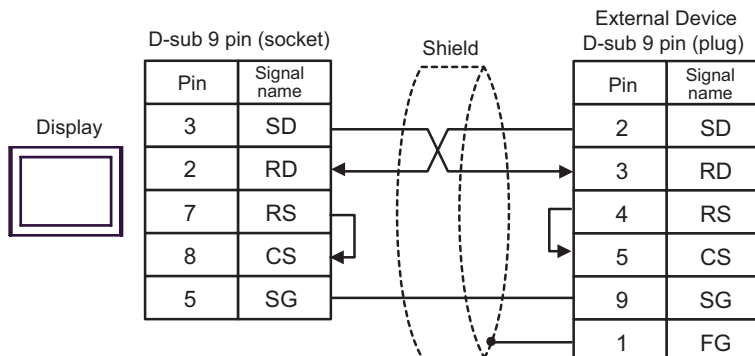 External Device
D-sub 9 pin (socket)
Shield
D-sub 9 pin (plug)
Pin
Signal
name
Pin
Signal
name
Display
3 SD
2 SD
2 RD
3 RD
7 RS
4 RS
8 CS
5 CS
5 SG
9 SG
1 FG